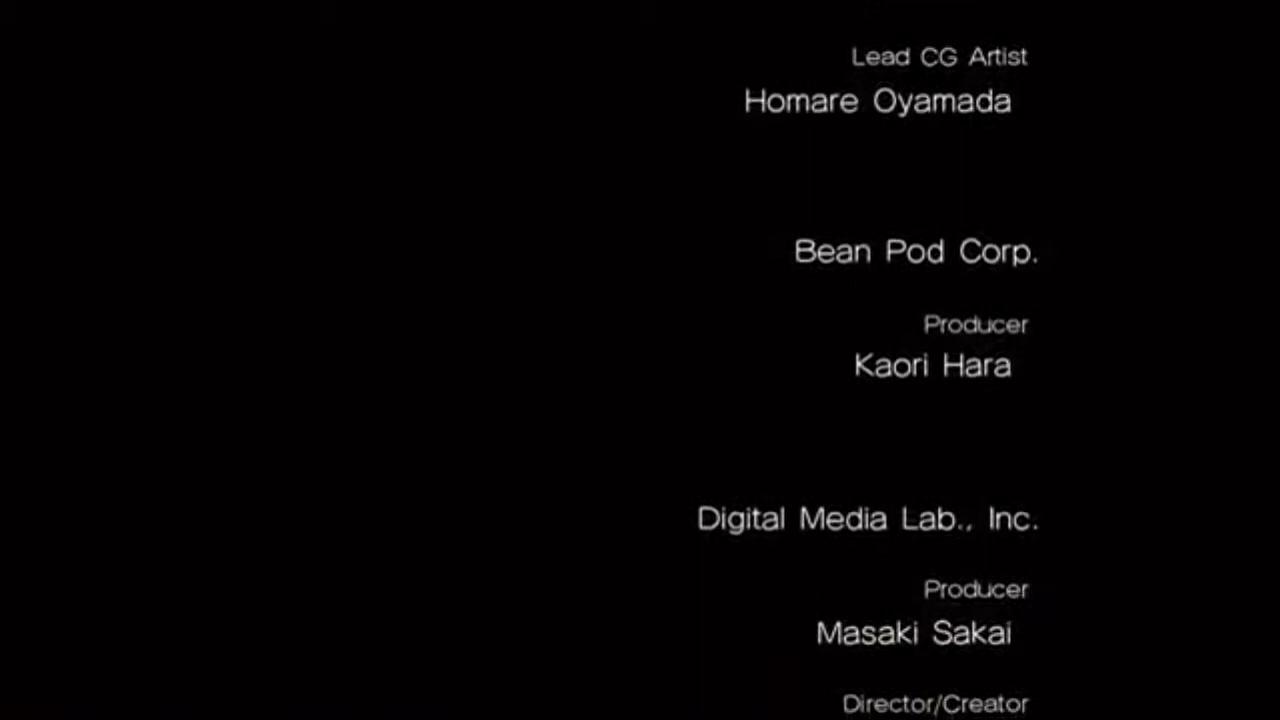 Lead CG Artist
Homare Oyamada
Bean Pod Corp.
Producer
Kaori Hara
Digital Media Lab., Inc.
Producer
Masaki Sakai
Director/Creator